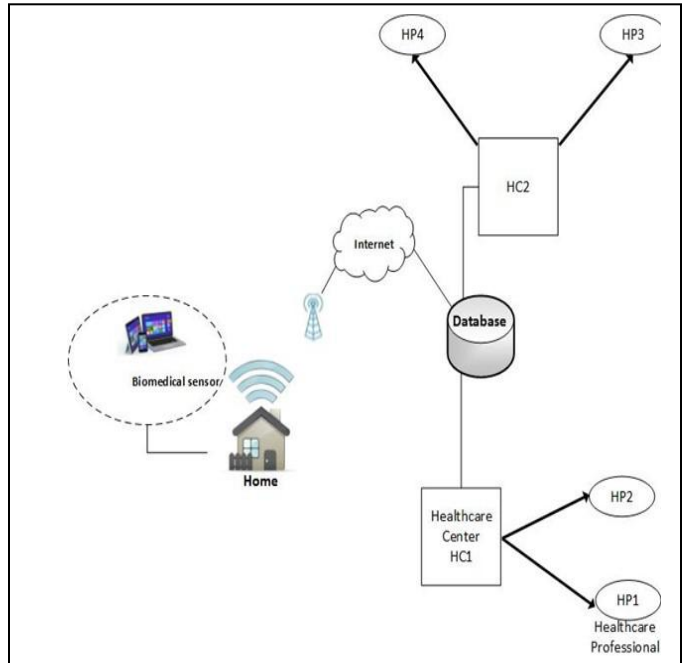 HP4
HP3
HC2
Internet
Database
Biomedical sensor
Home
Healthcare
Center
HC1
HP2
HP1
Healthcare
Professional